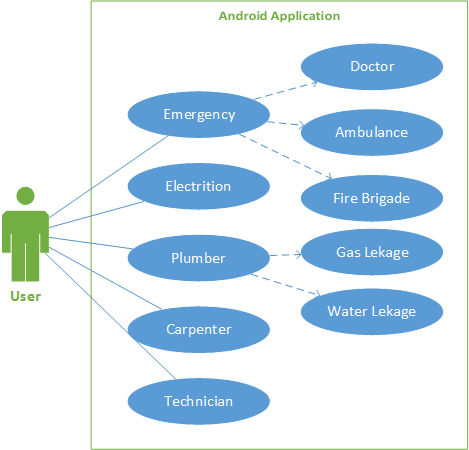 Android Application
Doctor
Emergency
Ambulance
Electrition
Fire Brigade
Plumber
Gas Lekage
User
Water Lekage
Carpenter
Technician